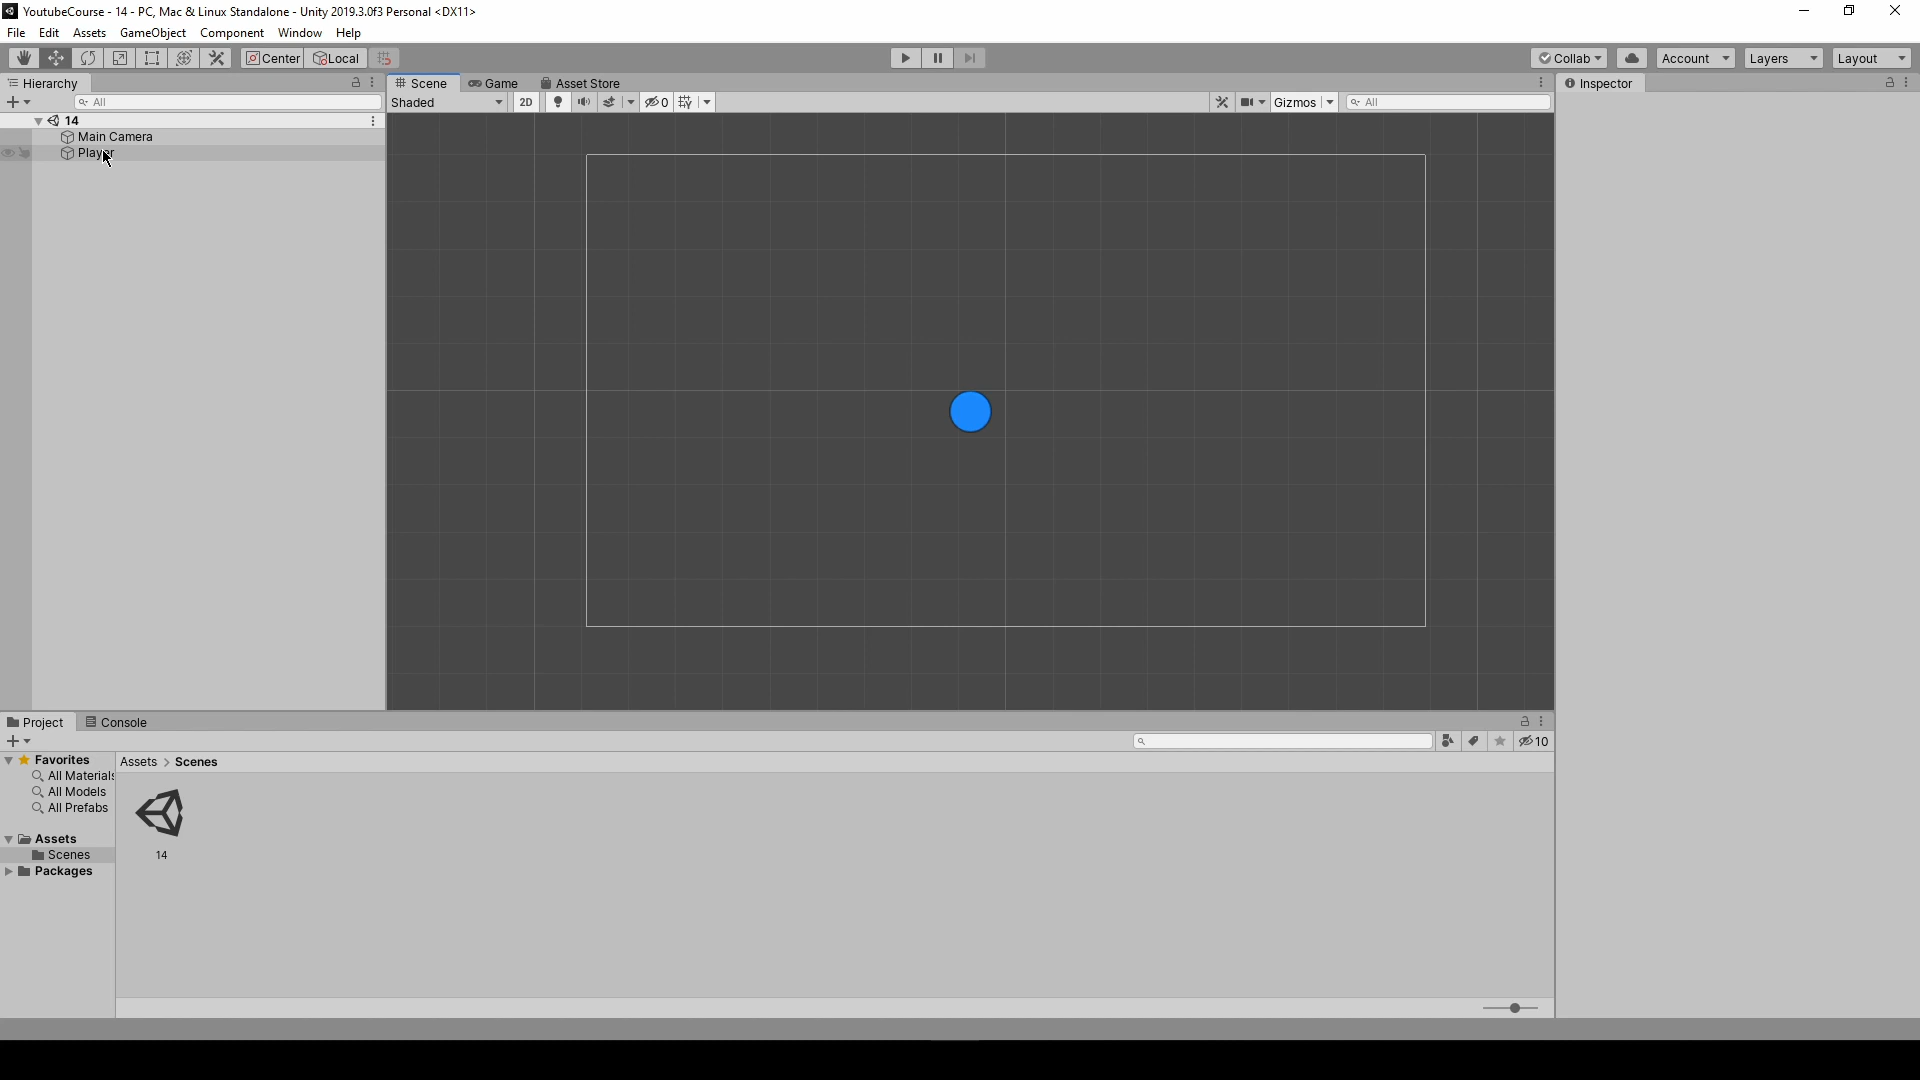 YoutubeCourse - 14 - PC, Mac & Linux Standalone - Unity 2019.3.0f3 Personal <DX11>
File Edit Assets GameObject Component Window Help
Center Local Collab Account Layers Layout
Hierarchy
All
14
Main Camera
Player
Scene Game Asset Store
Shaded 2D 0 Gizmos All
Inspector
Project Console
10
Favorites
All Materials
All Models
All Prefabs
Assets
Scenes
Packages
Assets > Scenes
14